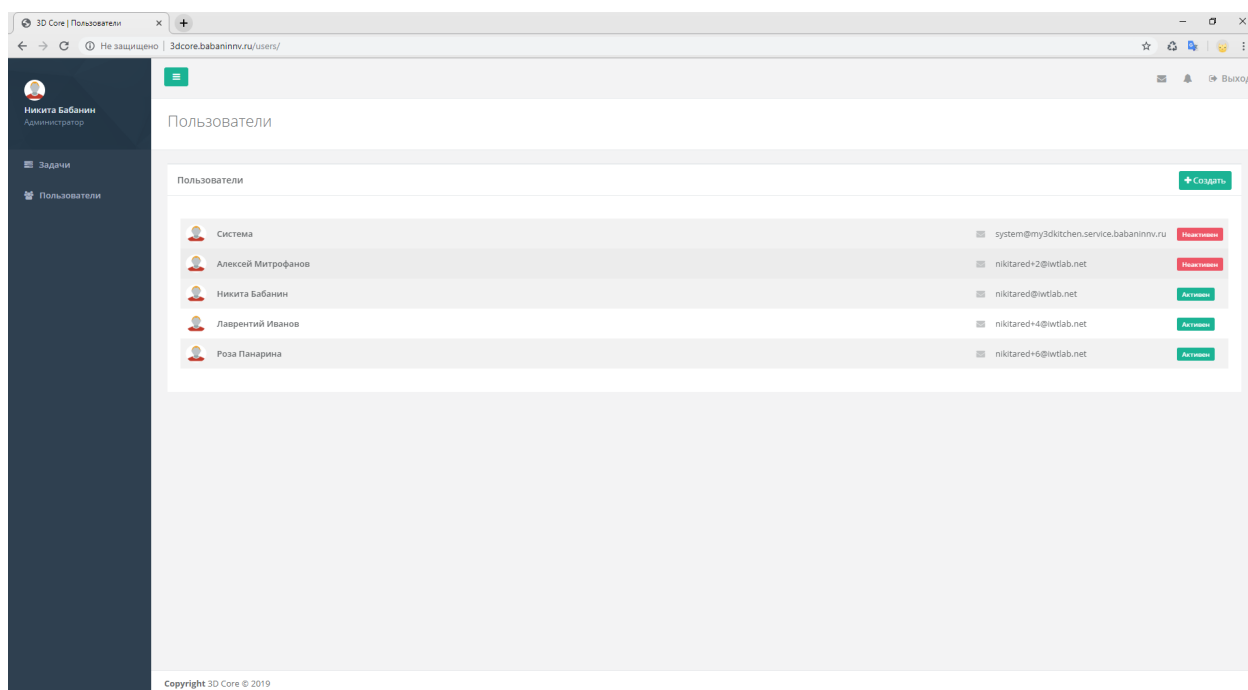 3D Core | Пользователи
Не защищено | 3dcore.babaninnv.ru/users/
Никита Бабанин
Администратор
Выход
Задачи
Пользователи
Пользователи
Пользователи
Создать
Система system@my3dkitchen.service.babaninnv.ru Неактивен
Алексей Митрофанов nikitared+2@iwtlab.net Неактивен
Никита Бабанин nikitared@iwtlab.net Активен
Лаврентий Иванов nikitared+4@iwtlab.net Активен
Роза Панарина nikitared+6@iwtlab.net Активен
Copyright 3D Core © 2019